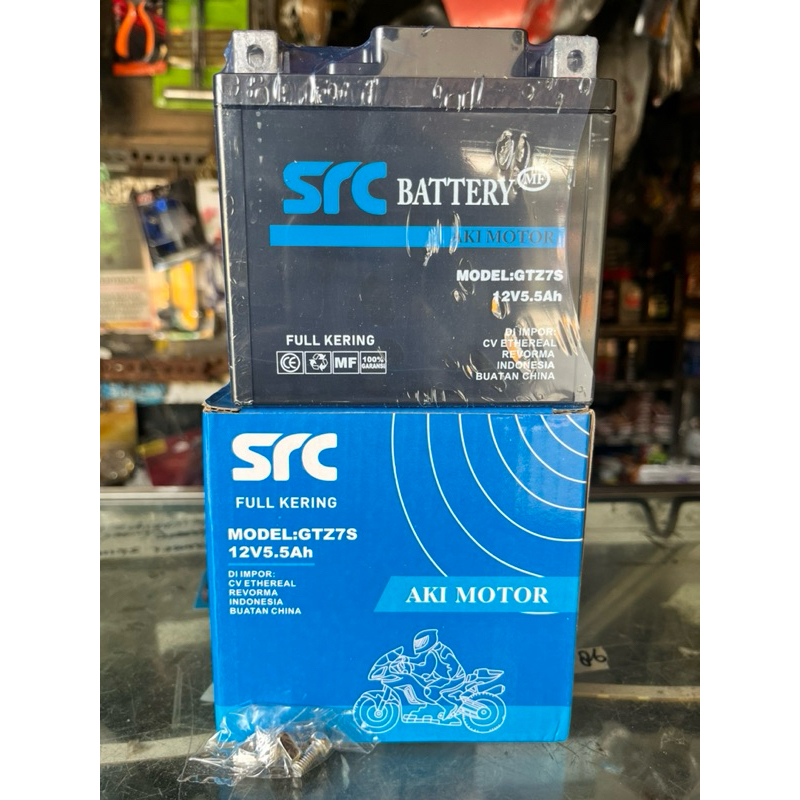 src BATTERY MF
AKI MOTOR
MODEL:GTZ7S
12V5.5Ah
DI IMPOR:
CV ETHEREAL
REVORMA
INDONESIA
BUATAN CHINA
FULL KERING
CE MF 100% GARANSI
src
FULL KERING
MODEL:GTZ7S
12V5.5Ah
DI IMPOR:
CV ETHEREAL
REVORMA
INDONESIA
BUATAN CHINA
AKI MOTOR